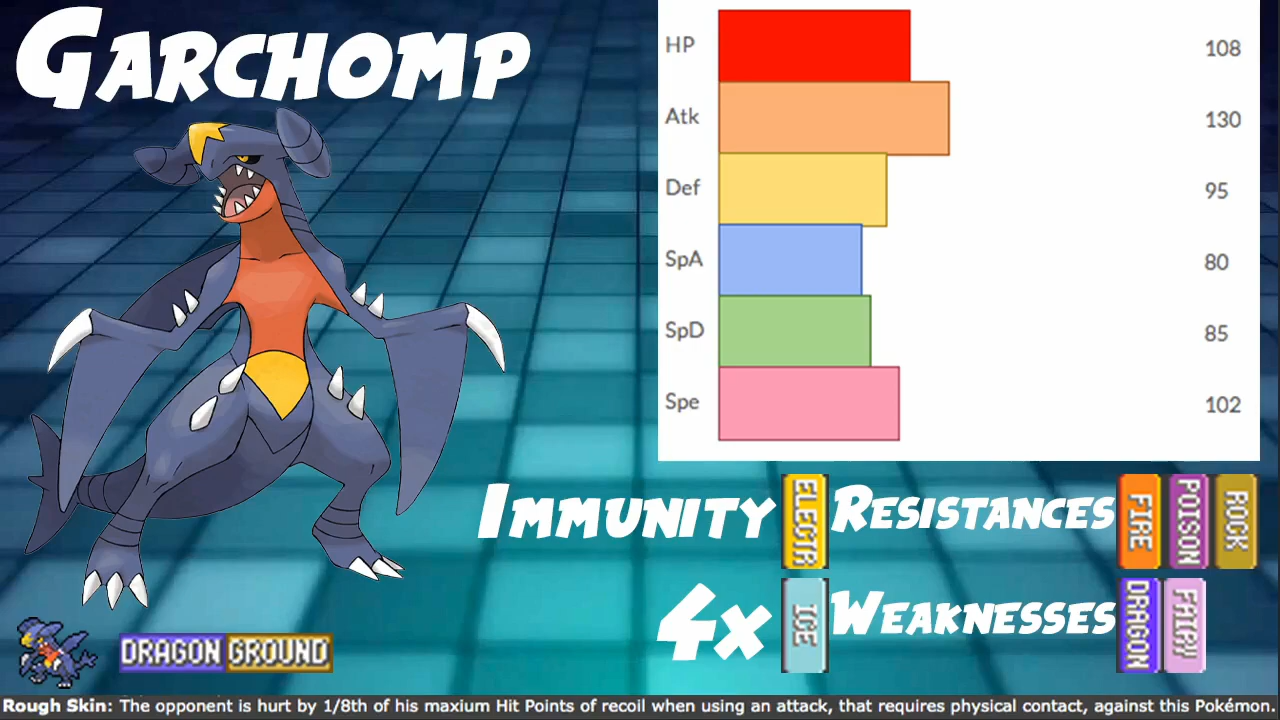 GARCHOMP
HP 108
Atk 130
Def 95
SpA 80
SpD 85
Spe 102
IMMUNITY ELECTR RESISTANCES FIRE POISON ROCK
4x ICE WEAKNESSES DRAGON FAIRY
DRAGON GROUND
Rough Skin: The opponent is hurt by 1/8th of his maxium Hit Points of recoil when using an attack, that requires physical contact, against this Pokémon.